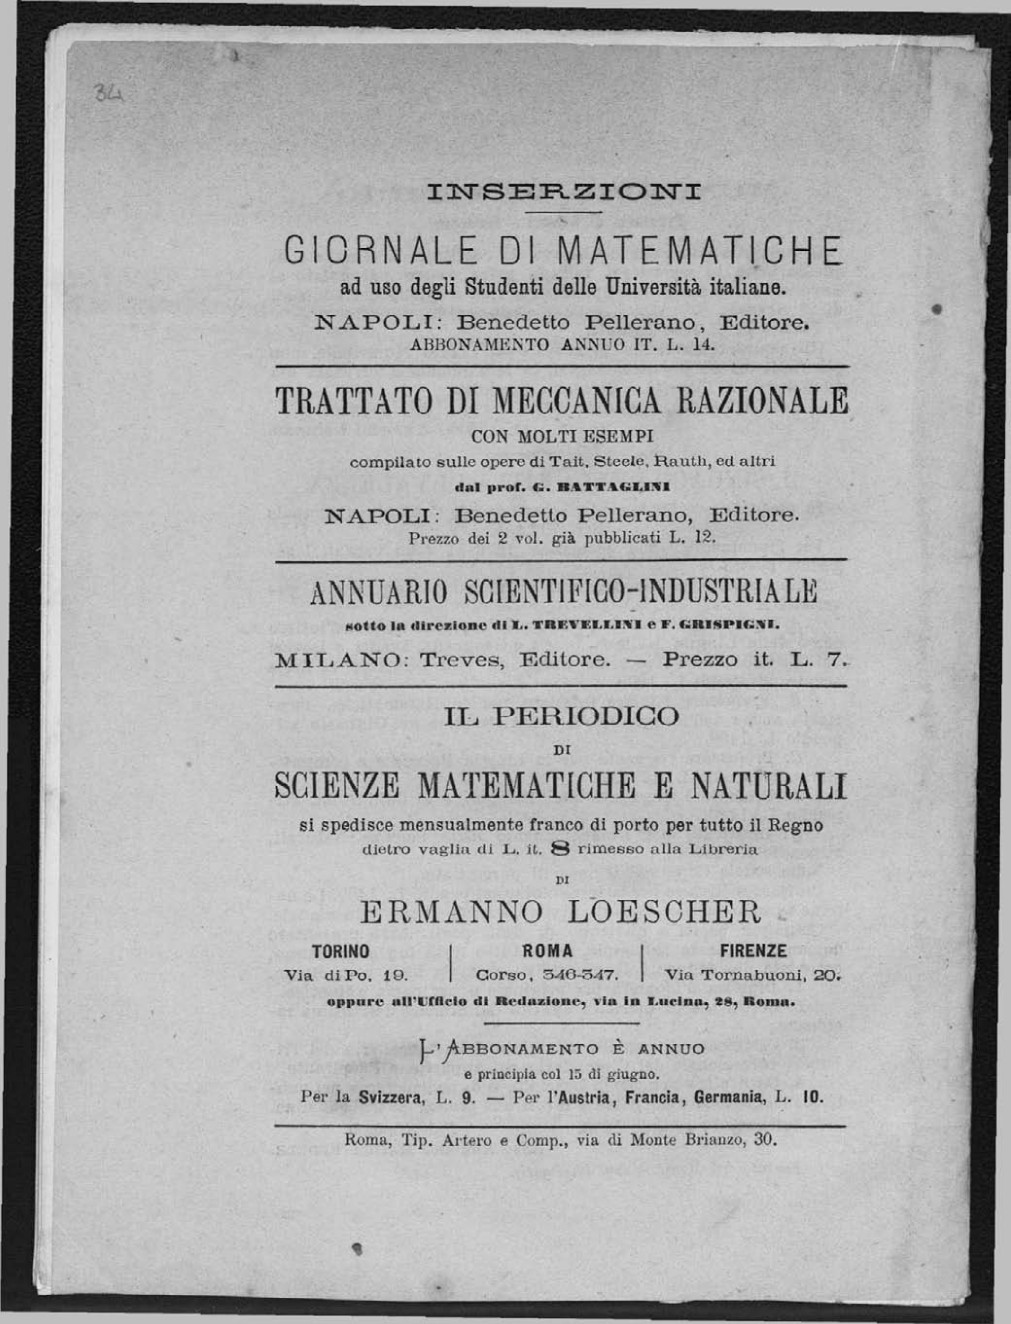 34
INSERZIONI
GIORNALE DI MATEMATICHE
ad uso degli Studenti delle Università italiane.
NAPOLI: Benedetto Pellerano, Editore.
ABBONAMENTO ANNUO IT. L. 14.
TRATTATO DI MECCANICA RAZIONALE
CON MOLTI ESEMPI
compilato sulle opere di Tait, Steele, Rauth, ed altri
dal prof. G. BATTAGLINI
NAPOLI: Benedetto Pellerano, Editore.
Prezzo dei 2 vol. già pubblicati L. 12.
ANNUARIO SCIENTIFICO-INDUSTRIALE
sotto la direzione di L. TREVELLINI e F. GRISPIGNI.
MILANO: Treves, Editore. — Prezzo it. L. 7.
IL PERIODICO
DI
SCIENZE MATEMATICHE E NATURALI
si spedisce mensualmente franco di porto per tutto il Regno
dietro vaglia di L. it. 8 rimesso alla Libreria
DI
ERMANNO LOESCHER
TORINO | ROMA | FIRENZE
Via di Po, 19. | Corso, 346-347. | Via Tornabuoni, 20.
oppure all'Ufficio di Redazione, via in Lucina, 28, Roma.
L'ABBONAMENTO È ANNUO
e principia col 15 di giugno.
Per la Svizzera, L. 9. — Per l'Austria, Francia, Germania, L. 10.
Roma, Tip. Artero e Comp., via di Monte Brianzo, 30.